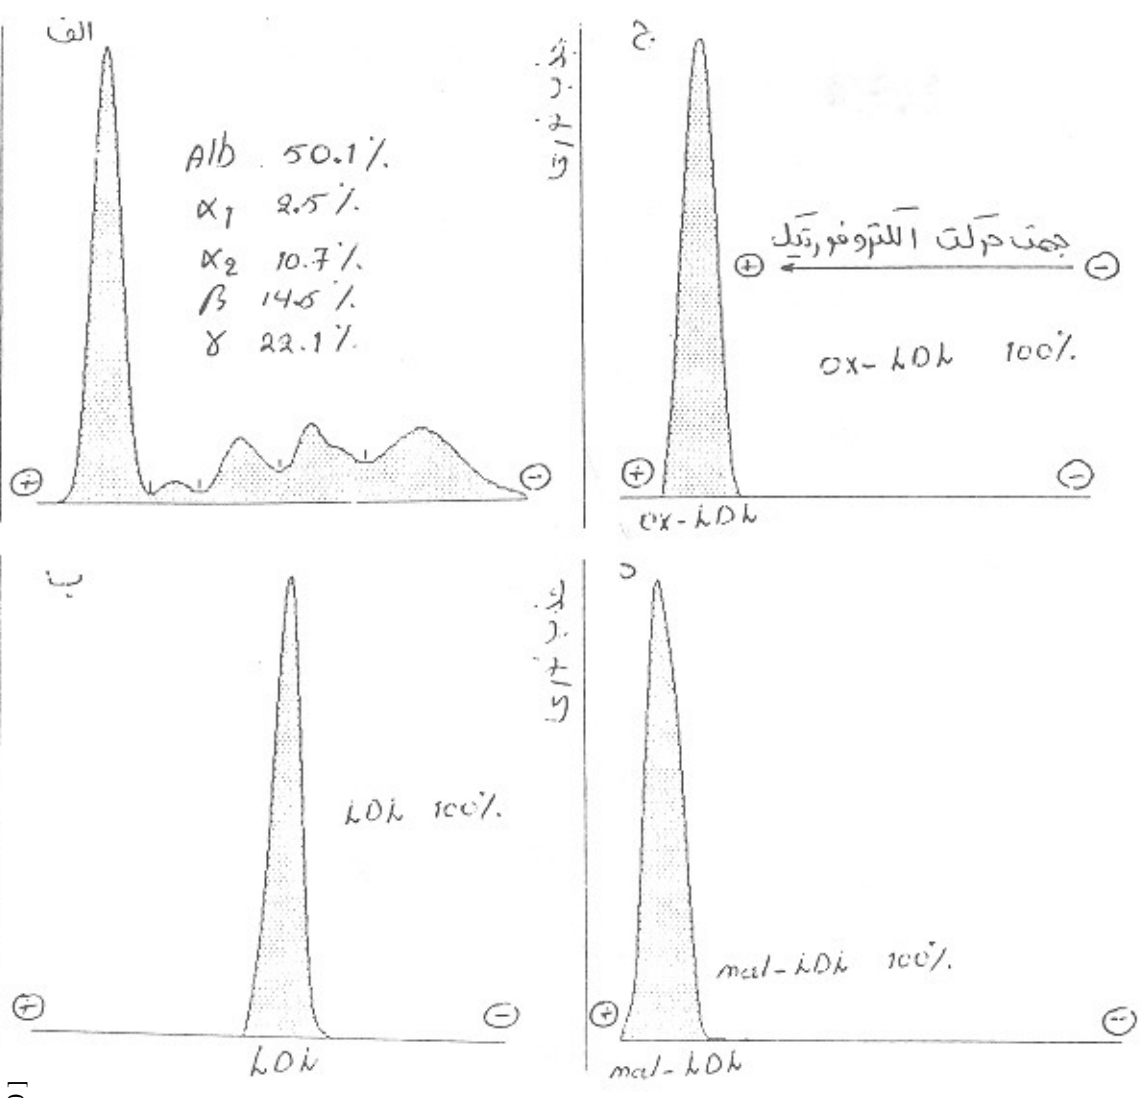 الف
Alb 50.1%
α1 2.5%
α2 10.7%
β 14.5%
γ 22.1%
+
-
ج
جهت حرکت الکتروفورتیک
+
-
ox-LDL 100%
+
-
ox-LDL
ب
LDL 100%
+
-
LDL
د
mal-LDL 100%
+
-
mal-LDL